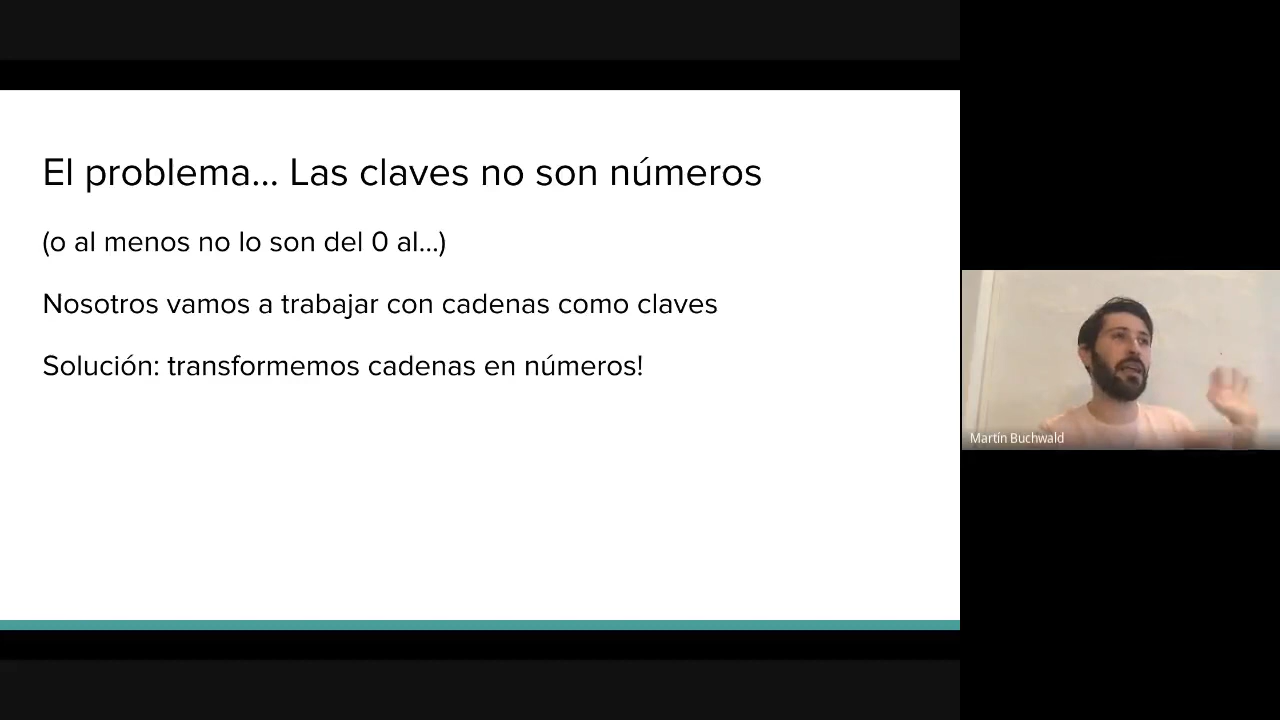 El problema... Las claves no son números
(o al menos no lo son del 0 al...)
Nosotros vamos a trabajar con cadenas como claves
Solución: transformemos cadenas en números!
Martín Buchwald